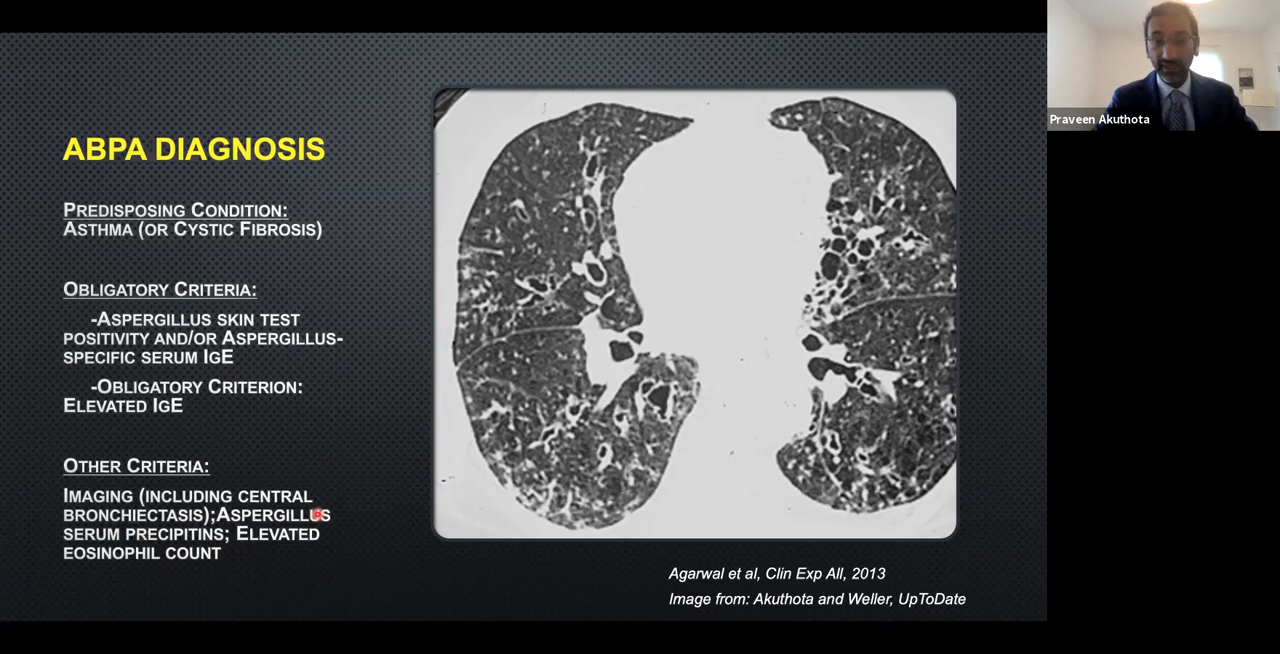 ABPA DIAGNOSIS
PREDISPOSING CONDITION:
ASTHMA (OR CYSTIC FIBROSIS)
OBLIGATORY CRITERIA:
-ASPERGILLUS SKIN TEST
POSITIVITY AND/OR ASPERGILLUS-
SPECIFIC SERUM IGE
-OBLIGATORY CRITERION:
ELEVATED IGE
OTHER CRITERIA:
IMAGING (INCLUDING CENTRAL
BRONCHIECTASIS);ASPERGILLUS
SERUM PRECIPITINS; ELEVATED
EOSINOPHIL COUNT
Agarwal et al, Clin Exp All, 2013
Image from: Akuthota and Weller, UpToDate
Praveen Akuthota